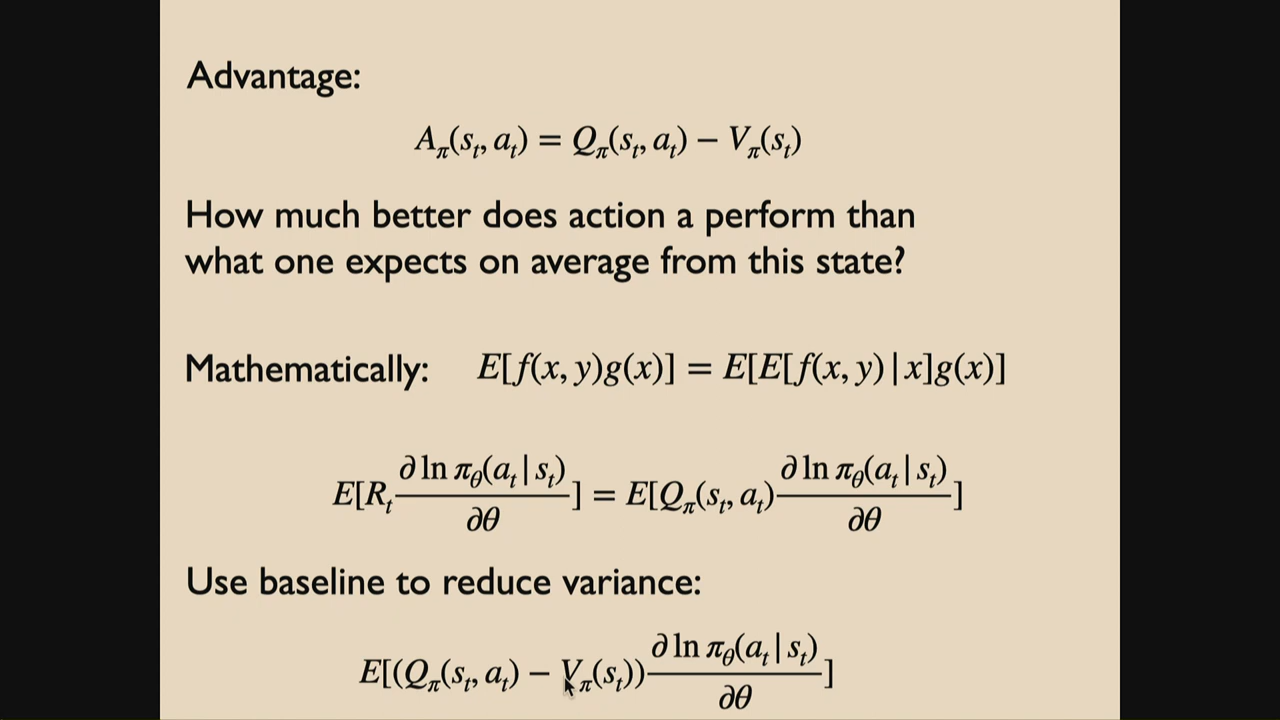 Advantage:
A_π(s_t, a_t) = Q_π(s_t, a_t) − V_π(s_t)
How much better does action a perform than
what one expects on average from this state?
Mathematically: E[f(x, y)g(x)] = E[E[f(x, y) | x]g(x)]
E[R_t ∂ ln π_θ(a_t | s_t) / ∂θ] = E[Q_π(s_t, a_t) ∂ ln π_θ(a_t | s_t) / ∂θ]
Use baseline to reduce variance:
E[(Q_π(s_t, a_t) − V_π(s_t)) ∂ ln π_θ(a_t | s_t) / ∂θ]